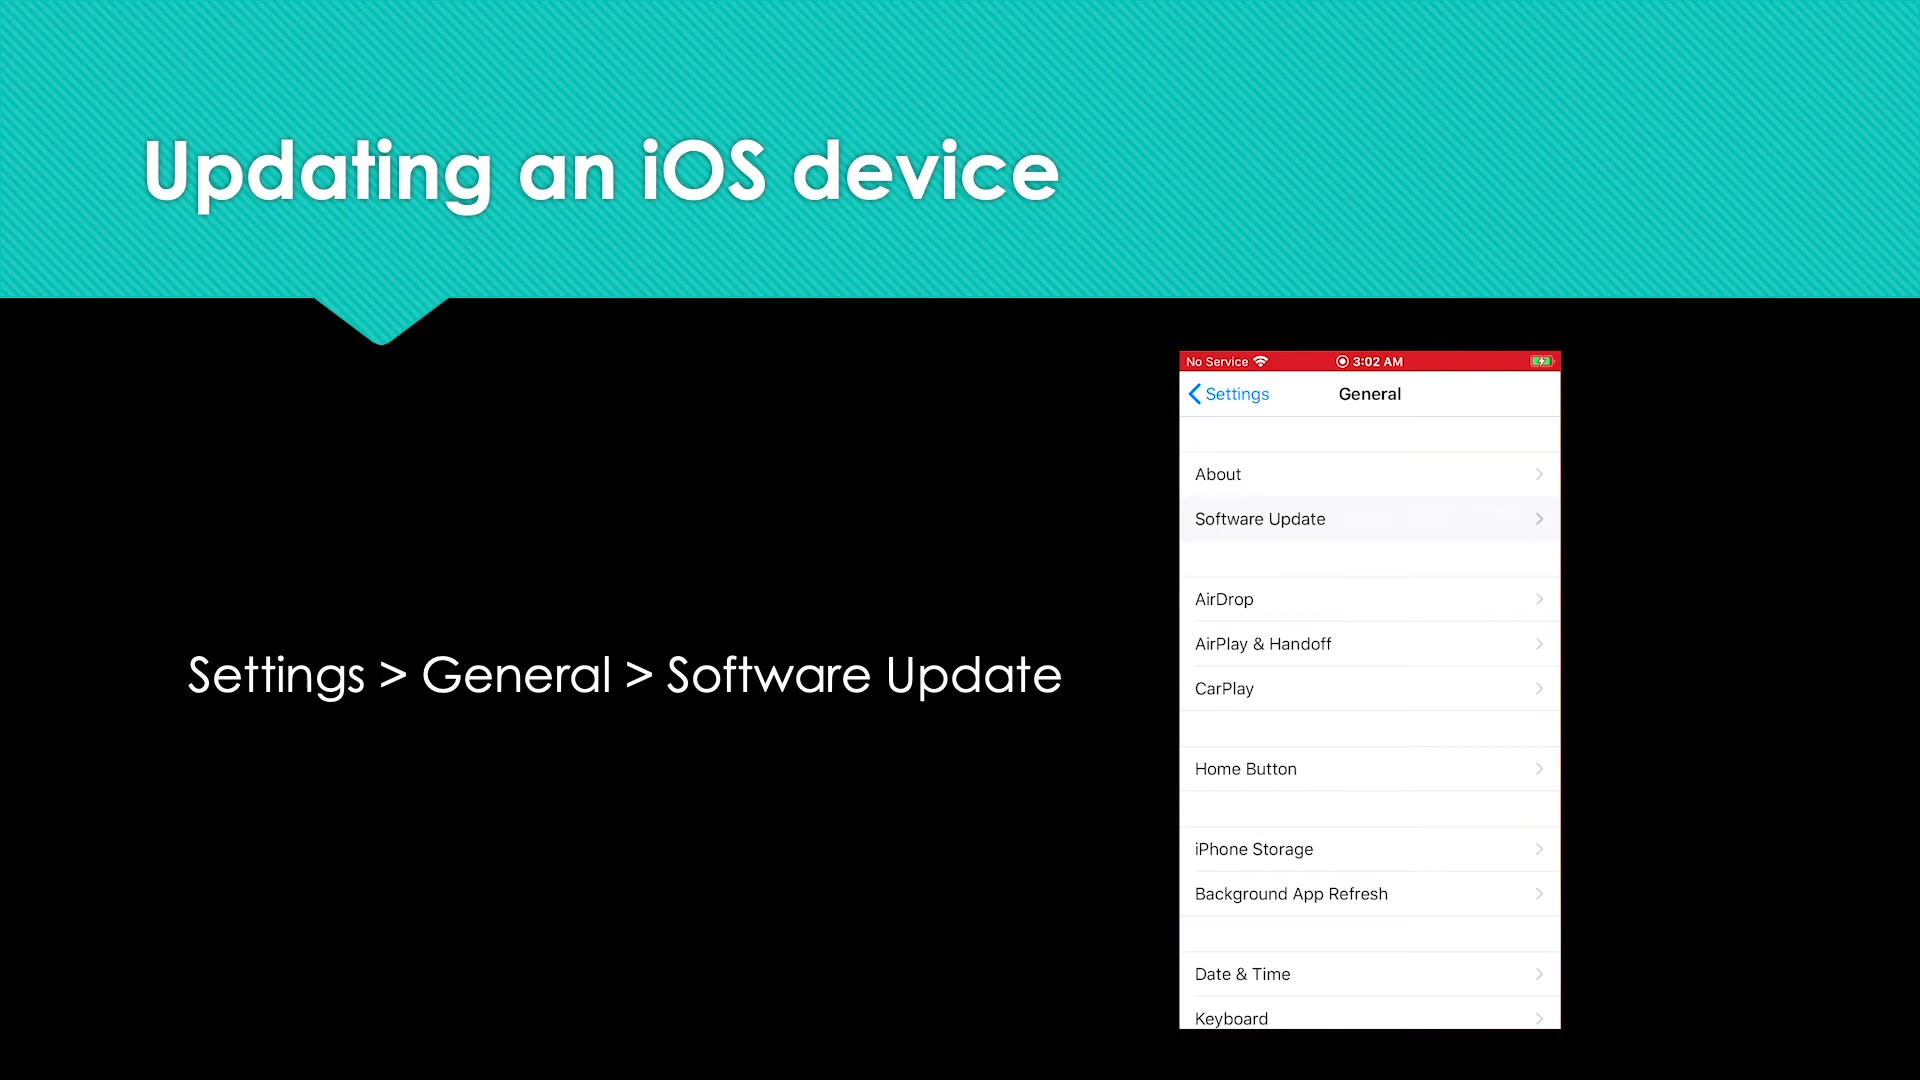 Updating an iOS device
Settings > General > Software Update
No Service 3:02 AM
Settings General
About
Software Update
AirDrop
AirPlay & Handoff
CarPlay
Home Button
iPhone Storage
Background App Refresh
Date & Time
Keyboard